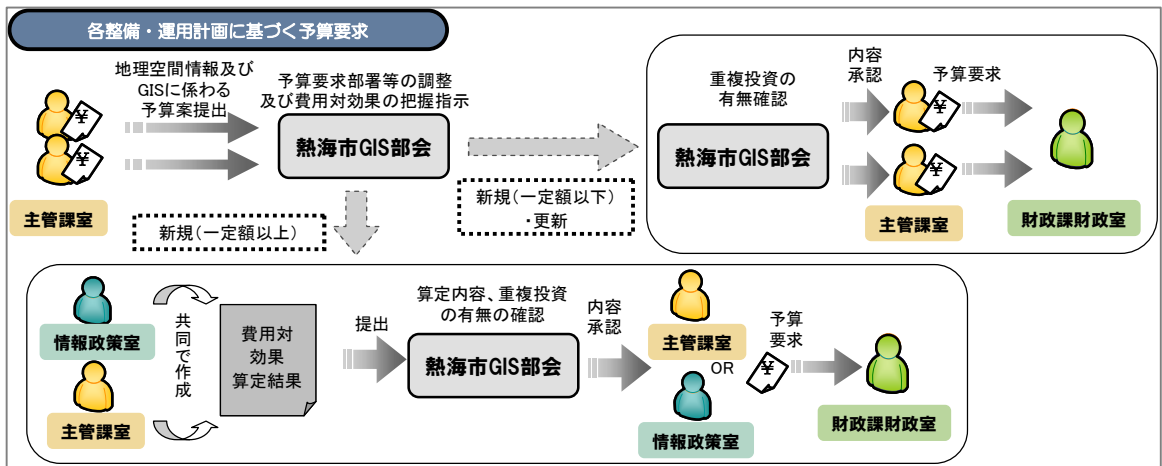 各整備・運用計画に基づく予算要求
地理空間情報及び
GISに係わる
予算案提出
¥
¥
主管課室
予算要求部署等の調整
及び費用対効果の把握指示
熱海市GIS部会
新規(一定額以上)
新規(一定額以下)
・更新
重複投資の
有無確認
熱海市GIS部会
内容
承認
予算要求
¥
¥
主管課室
財政課財政室
情報政策室
主管課室
共同で作成
費用対
効果
算定結果
提出
算定内容、重複投資
の有無の確認
熱海市GIS部会
内容
承認
主管課室
OR
情報政策室
予算
要求
¥
財政課財政室